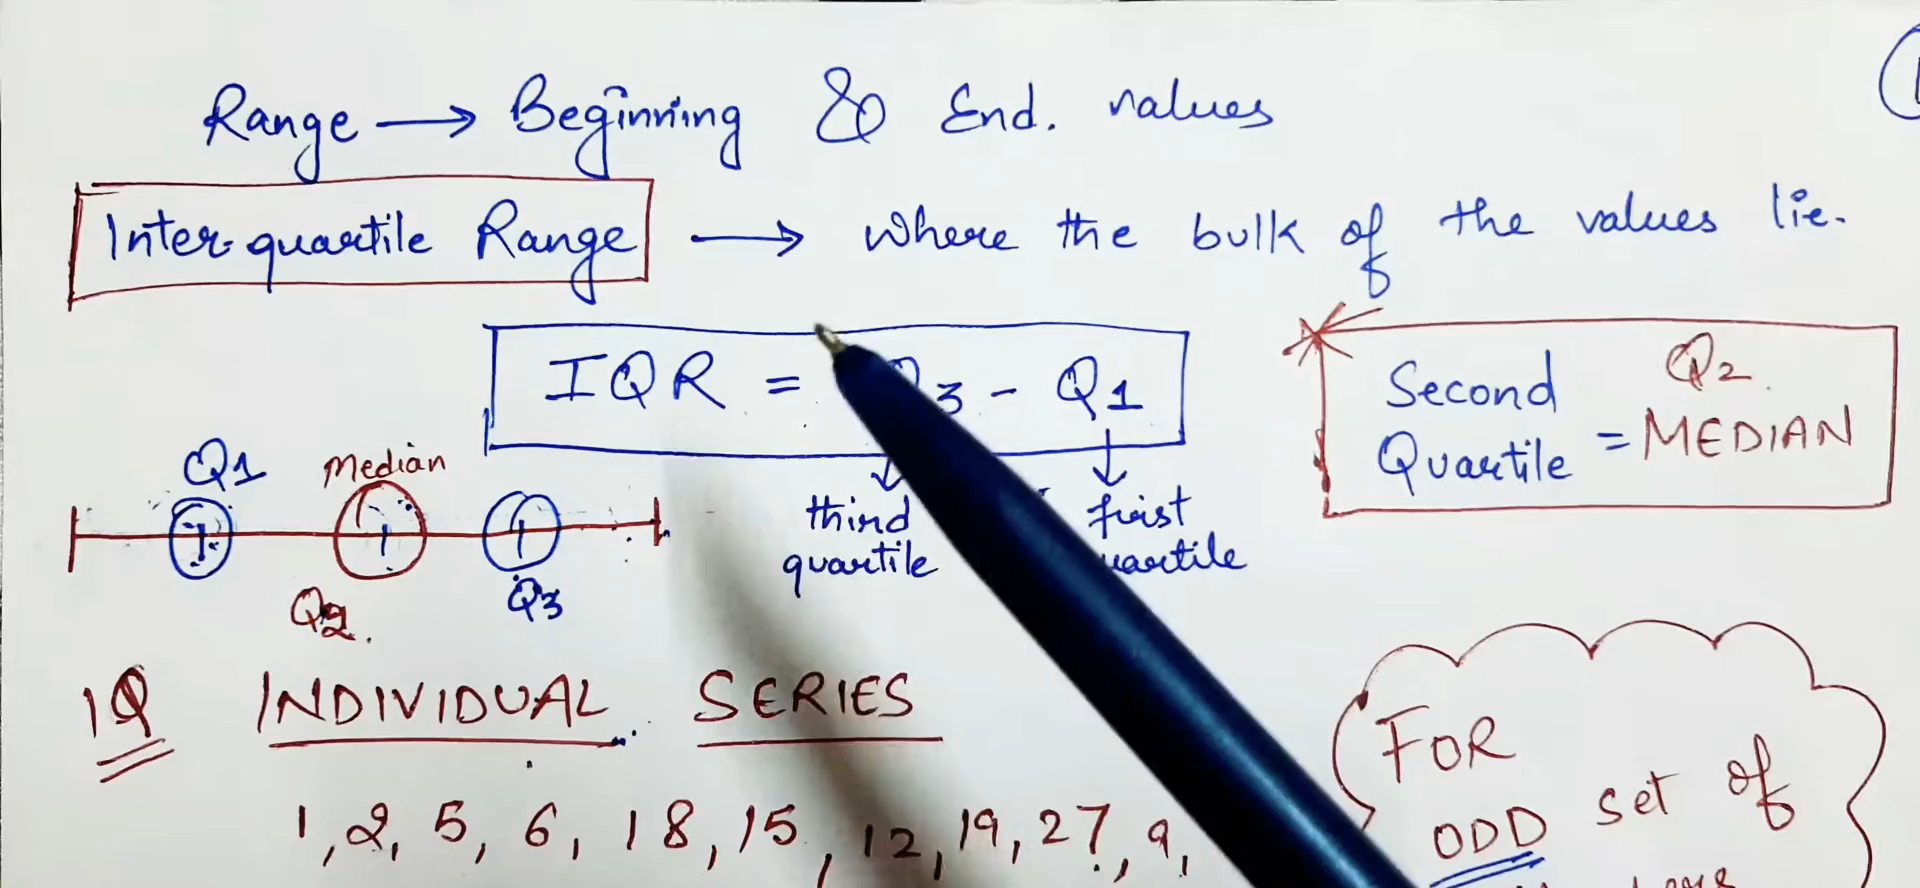 Range → Beginning & End. values
Inter-quartile Range → where the bulk of the values lie.
IQR = Q3 - Q1
third quartile
first
Second Quartile = Q2. MEDIAN
Q1 Median
Q2. Q3
1Q INDIVIDUAL SERIES
1, 2, 5, 6, 18, 15, 12, 19, 27, 9,
FOR
ODD set of